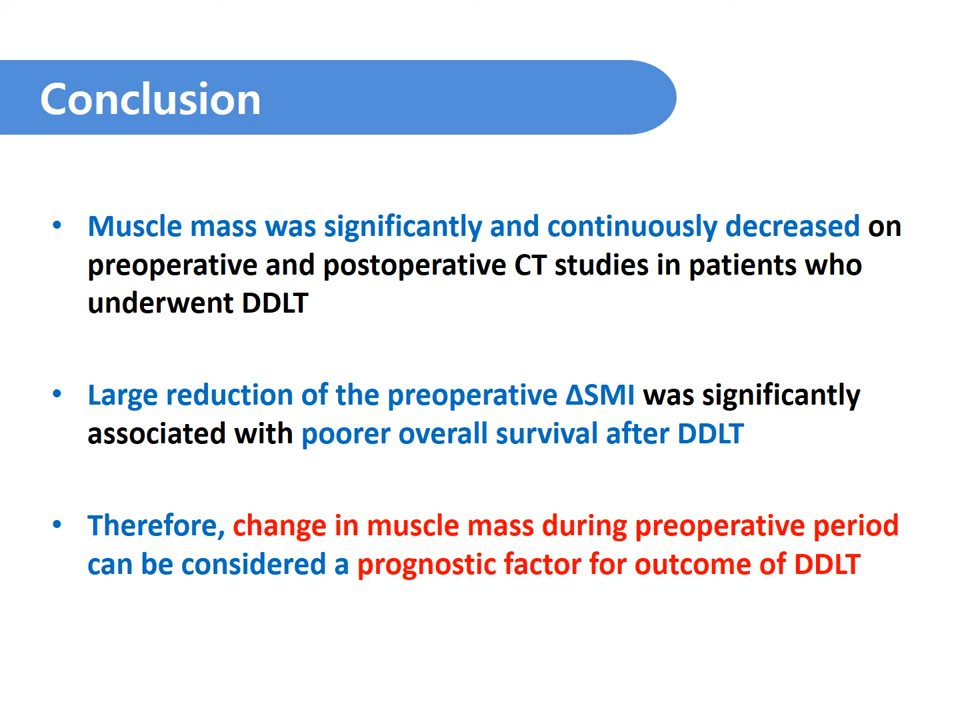 Conclusion
• Muscle mass was significantly and continuously decreased on
preoperative and postoperative CT studies in patients who
underwent DDLT
• Large reduction of the preoperative ΔSMI was significantly
associated with poorer overall survival after DDLT
• Therefore, change in muscle mass during preoperative period
can be considered a prognostic factor for outcome of DDLT